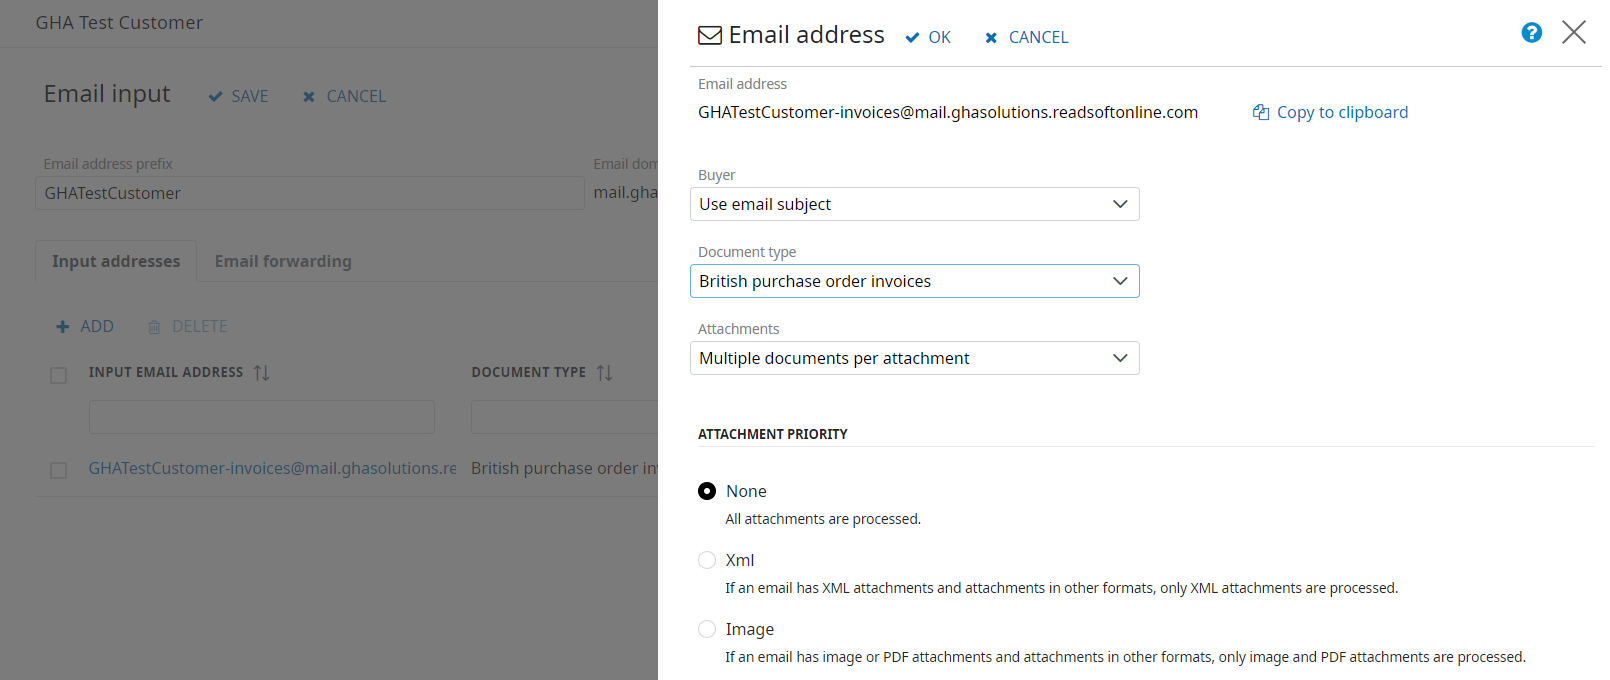 GHA Test Customer
Email input
SAVE
CANCEL
Email address prefix
Email dom
GHATestCustomer
mail.gha
Input addresses
Email forwarding
ADD
DELETE
INPUT EMAIL ADDRESS
DOCUMENT TYPE
GHATestCustomer-invoices@mail.ghasolutions.re
British purchase order in
Email address
OK
CANCEL
?
Email address
GHATestCustomer-invoices@mail.ghasolutions.readsoftonline.com
Copy to clipboard
Buyer
Use email subject
Document type
British purchase order invoices
Attachments
Multiple documents per attachment
ATTACHMENT PRIORITY
None
All attachments are processed.
Xml
If an email has XML attachments and attachments in other formats, only XML attachments are processed.
Image
If an email has image or PDF attachments and attachments in other formats, only image and PDF attachments are processed.